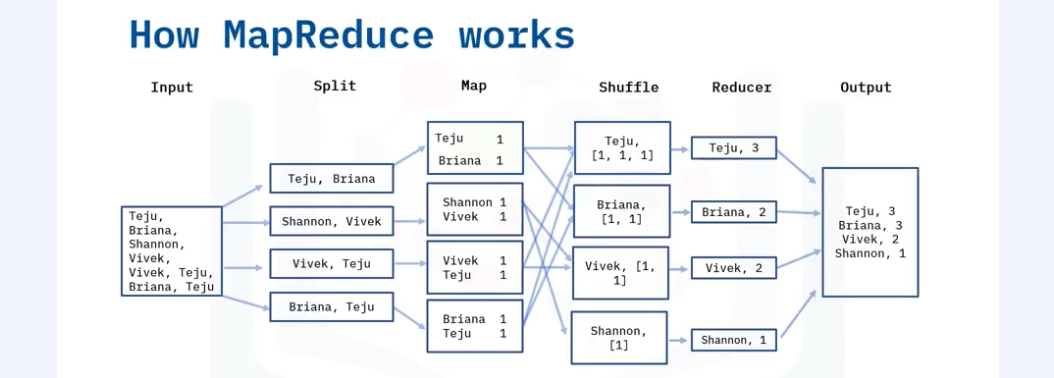 How MapReduce works
Input
Split
Map
Shuffle
Reducer
Output
Teju,
Briana,
Shannon,
Vivek,
Vivek, Teju,
Briana, Teju
Teju, Briana
Shannon, Vivek
Vivek, Teju
Briana, Teju
Teju 1
Briana 1
Shannon 1
Vivek 1
Vivek 1
Teju 1
Briana 1
Teju 1
Teju,
[1, 1, 1]
Briana,
[1, 1]
Vivek, [1,
1]
Shannon,
[1]
Teju, 3
Briana, 2
Vivek, 2
Shannon, 1
Teju, 3
Briana, 3
Vivek, 2
Shannon, 1